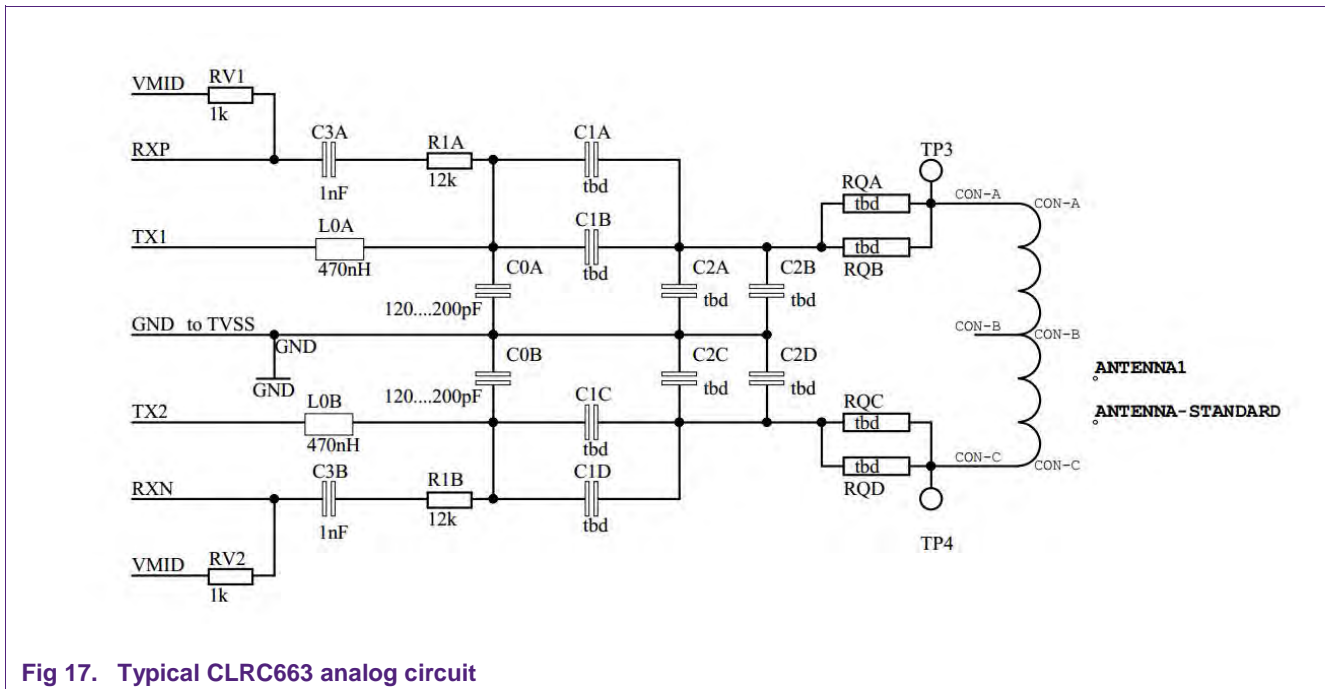 VMID RV1
1k
RXP C3A R1A C1A
1nF 12k tbd
TP3
RQA
tbd
CON-A CON-A
TX1 L0A C1B
470nH tbd
tbd
RQB
C0A C2A C2B
120....200pF tbd tbd
GND to TVSS
GND
GND
CON-B CON-B
C0B C2C C2D
120....200pF tbd tbd
ANTENNA1
TX2 L0B C1C
470nH tbd
RQC
tbd
ANTENNA-STANDARD
RXN C3B R1B C1D
1nF 12k tbd
tbd
RQD
CON-C CON-C
TP4
VMID RV2
1k
Fig 17. Typical CLRC663 analog circuit